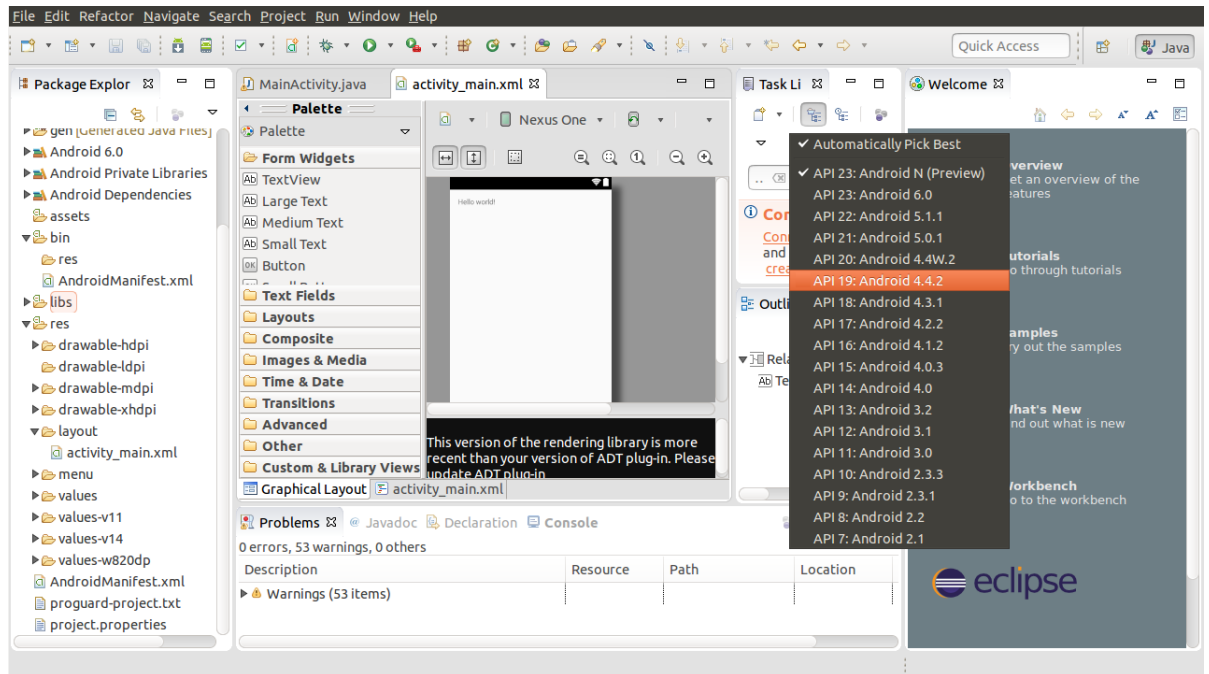 File Edit Refactor Navigate Search Project Run Window Help
Quick Access
Java
Package Explor
gen [Generated Java Files]
Android 6.0
Android Private Libraries
Android Dependencies
assets
bin
res
AndroidManifest.xml
libs
res
drawable-hdpi
drawable-ldpi
drawable-mdpi
drawable-xhdpi
layout
activity_main.xml
menu
values
values-v11
values-v14
values-w820dp
AndroidManifest.xml
proguard-project.txt
project.properties
MainActivity.java
activity_main.xml
Palette
Palette
Form Widgets
TextView
Large Text
Medium Text
Small Text
Button
Text Fields
Layouts
Composite
Images & Media
Time & Date
Transitions
Advanced
Other
Custom & Library Views
Nexus One
Hello world!
This version of the rendering library is more
recent than your version of ADT plug-in. Please
update ADT plug-in
Graphical Layout
activity_main.xml
Problems
@ Javadoc
Declaration
Console
0 errors, 53 warnings, 0 others
Description Resource Path Location
Warnings (53 items)
Task Li
Con
Conn
and
crea
Outli
Rela
Te
Automatically Pick Best
API 23: Android N (Preview)
API 23: Android 6.0
API 22: Android 5.1.1
API 21: Android 5.0.1
API 20: Android 4.4W.2
API 19: Android 4.4.2
API 18: Android 4.3.1
API 17: Android 4.2.2
API 16: Android 4.1.2
API 15: Android 4.0.3
API 14: Android 4.0
API 13: Android 3.2
API 12: Android 3.1
API 11: Android 3.0
API 10: Android 2.3.3
API 9: Android 2.3.1
API 8: Android 2.2
API 7: Android 2.1
Welcome
verview
et an overview of the
eatures
utorials
o through tutorials
amples
ry out the samples
hat's New
nd out what is new
orkbench
o to the workbench
eclipse